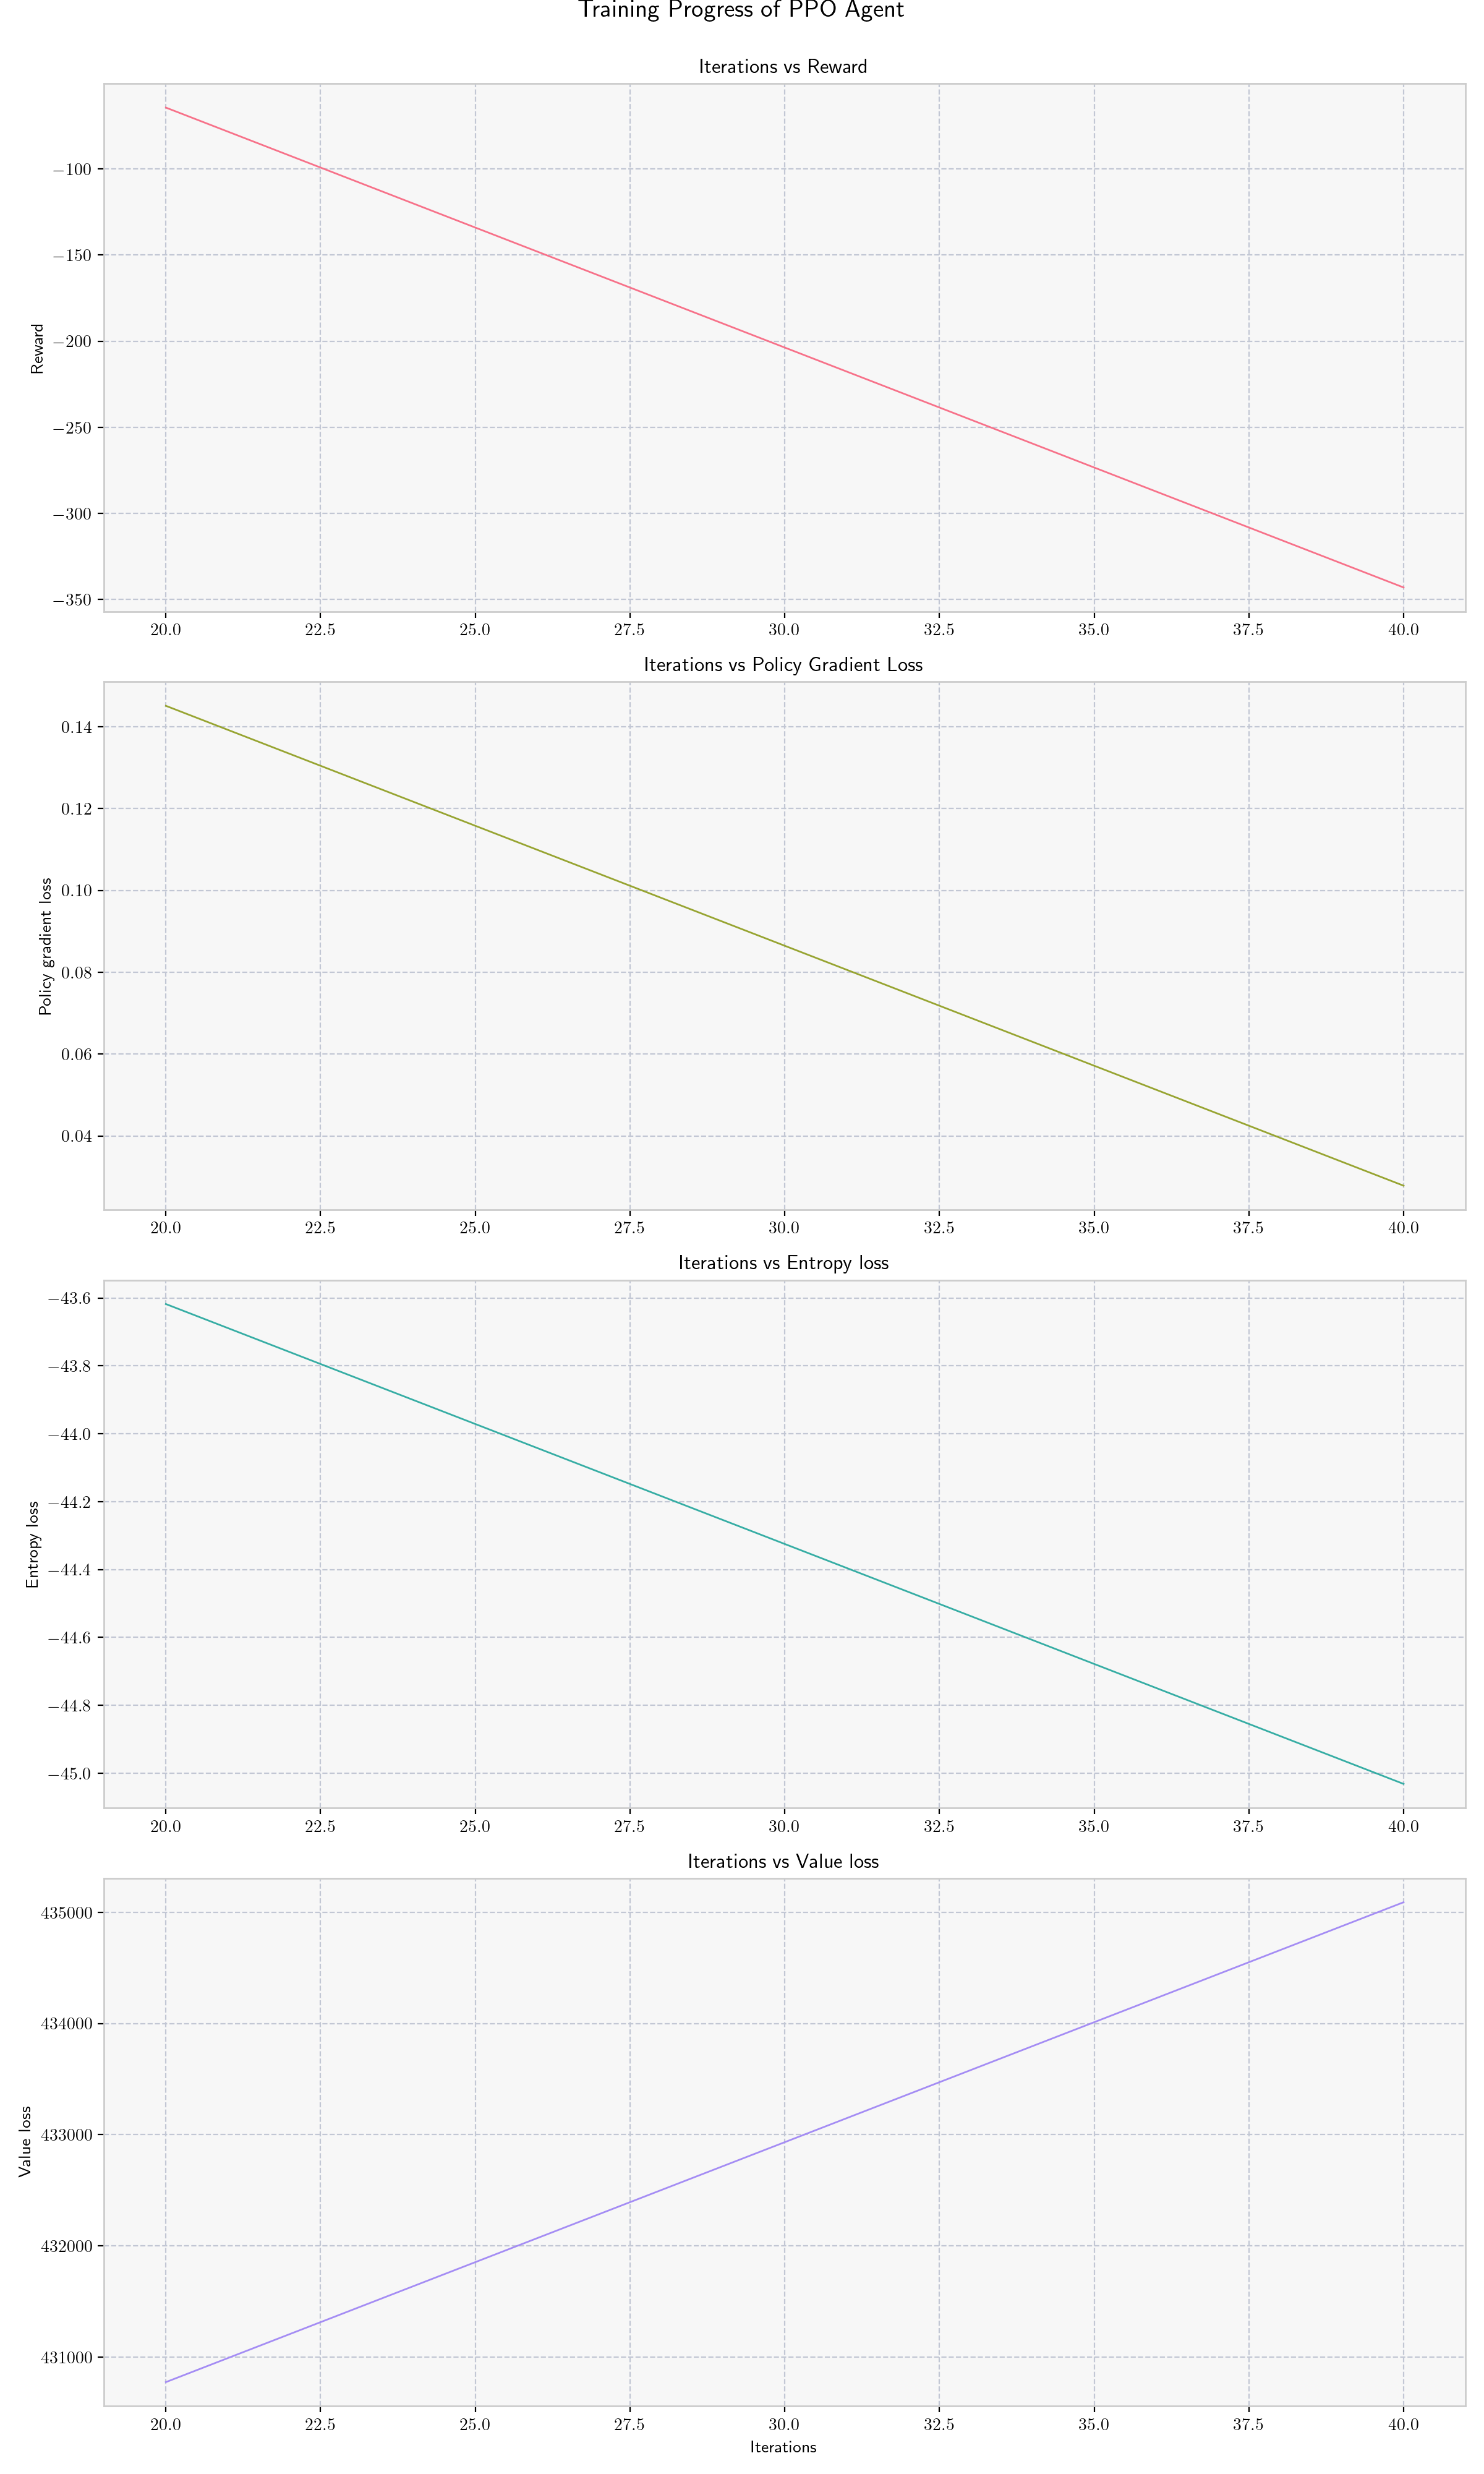 Training Progress of PPO Agent
Iterations vs Reward
Reward
−100
−150
−200
−250
−300
−350
20.0 22.5 25.0 27.5 30.0 32.5 35.0 37.5 40.0
Iterations vs Policy Gradient Loss
Policy gradient loss
0.14
0.12
0.10
0.08
0.06
0.04
20.0 22.5 25.0 27.5 30.0 32.5 35.0 37.5 40.0
Iterations vs Entropy loss
Entropy loss
−43.6
−43.8
−44.0
−44.2
−44.4
−44.6
−44.8
−45.0
20.0 22.5 25.0 27.5 30.0 32.5 35.0 37.5 40.0
Iterations vs Value loss
Value loss
435000
434000
433000
432000
431000
20.0 22.5 25.0 27.5 30.0 32.5 35.0 37.5 40.0
Iterations